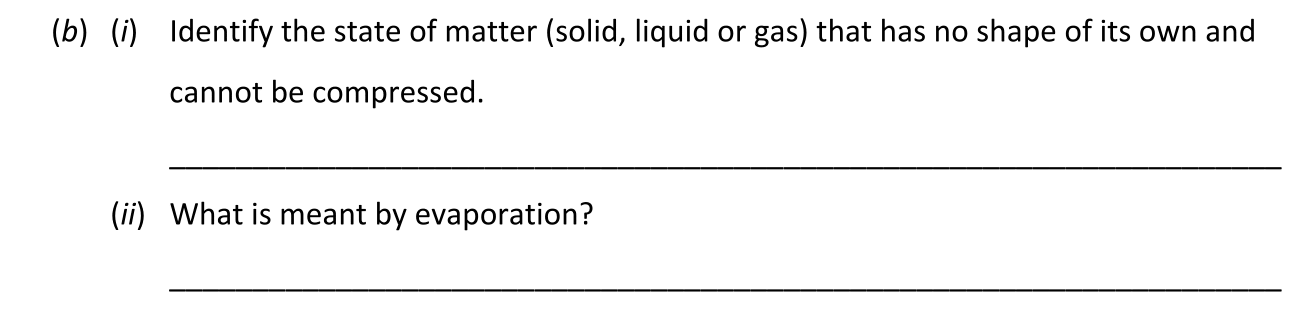 (b) (i) Identify the state of matter (solid, liquid or gas) that has no shape of its own and
cannot be compressed.
(ii) What is meant by evaporation?